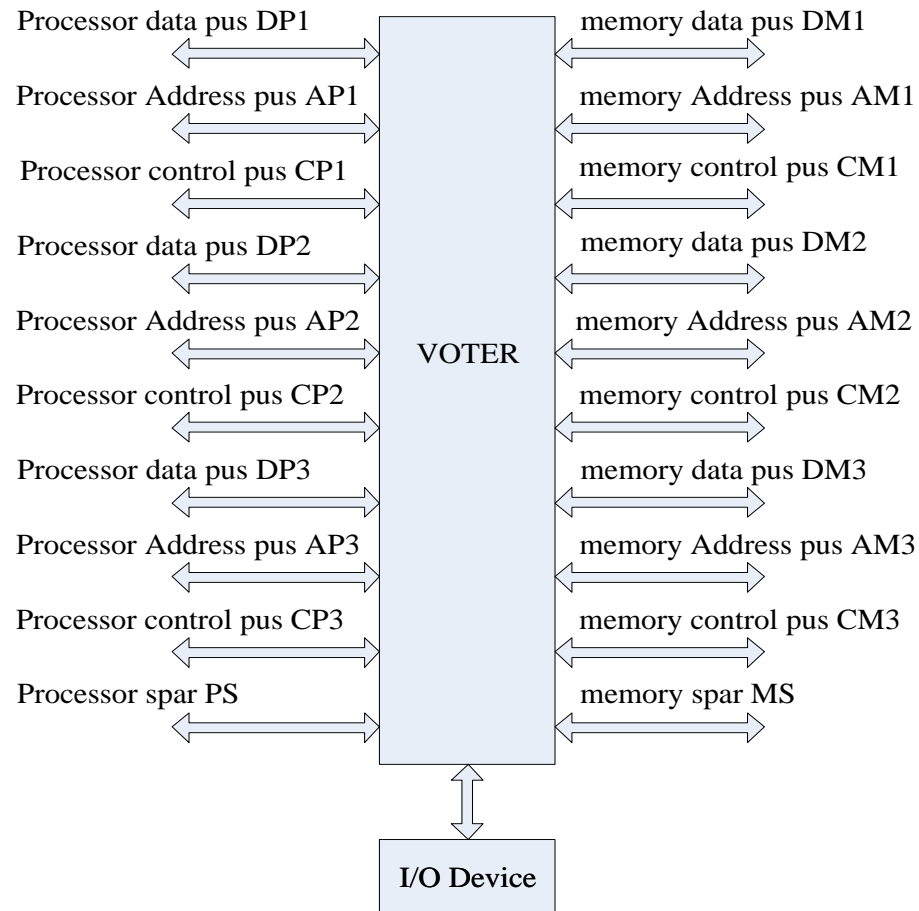 Processor data pus DP1
memory data pus DM1
Processor Address pus AP1
memory Address pus AM1
Processor control pus CP1
memory control pus CM1
Processor data pus DP2
memory data pus DM2
Processor Address pus AP2
memory Address pus AM2
VOTER
Processor control pus CP2
memory control pus CM2
Processor data pus DP3
memory data pus DM3
Processor Address pus AP3
memory Address pus AM3
Processor control pus CP3
memory control pus CM3
Processor spar PS
memory spar MS
I/O Device